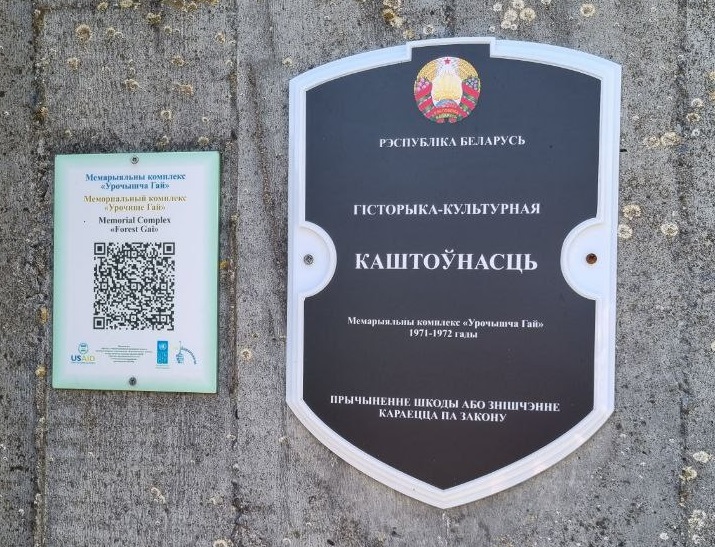 Мемарыяльны комплекс
«Урочышча Гай»
Мемориальный комплекс
«Урочище Гай»
Memorial Complex
«Forest Gai»
USAID
РЭСПУБЛІКА БЕЛАРУСЬ
ГІСТОРЫКА-КУЛЬТУРНАЯ
КАШТОЎНАСЦЬ
Мемарыяльны комплекс «Урочышча Гай»
1971-1972 гады
ПРЫЧЫНЕННЕ ШКОДЫ АБО ЗНІШЧЭННЕ
КАРАЕЦЦА ПА ЗАКОНУ